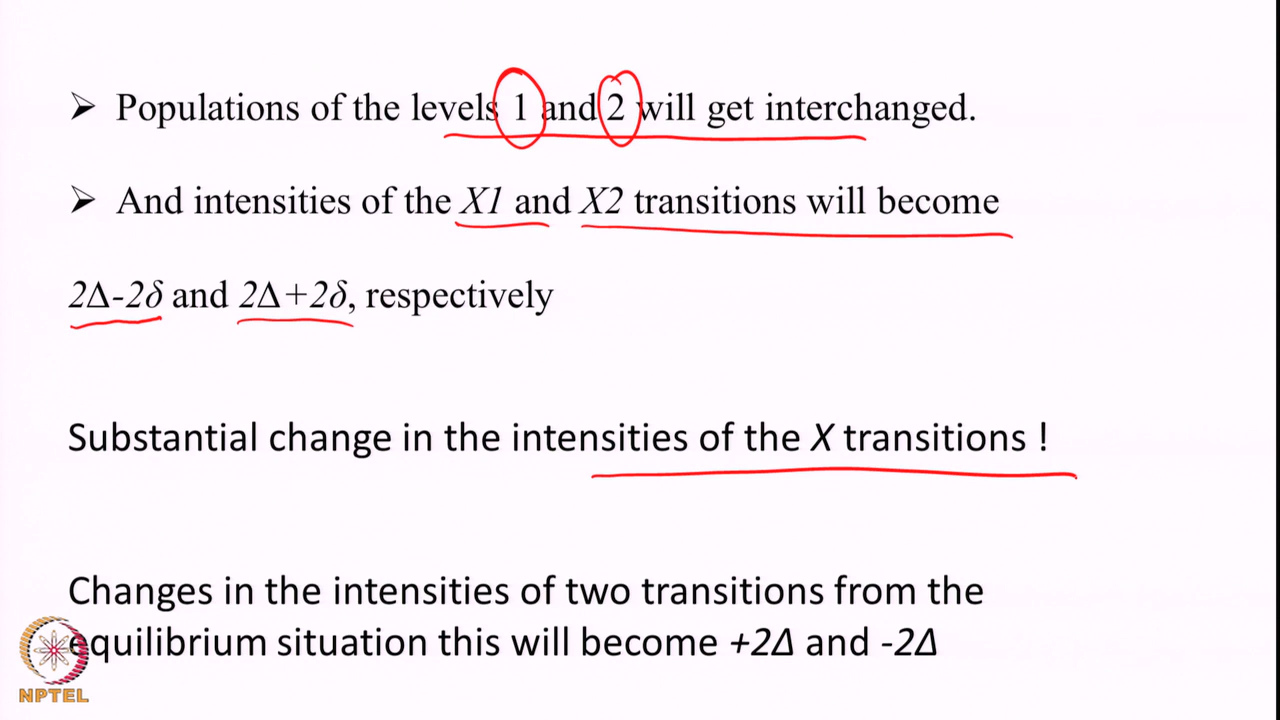 ➢ Populations of the levels 1 and 2 will get interchanged.
➢ And intensities of the X1 and X2 transitions will become
2Δ-2δ and 2Δ+2δ, respectively
Substantial change in the intensities of the X transitions !
Changes in the intensities of two transitions from the
equilibrium situation this will become +2Δ and -2Δ
NPTEL